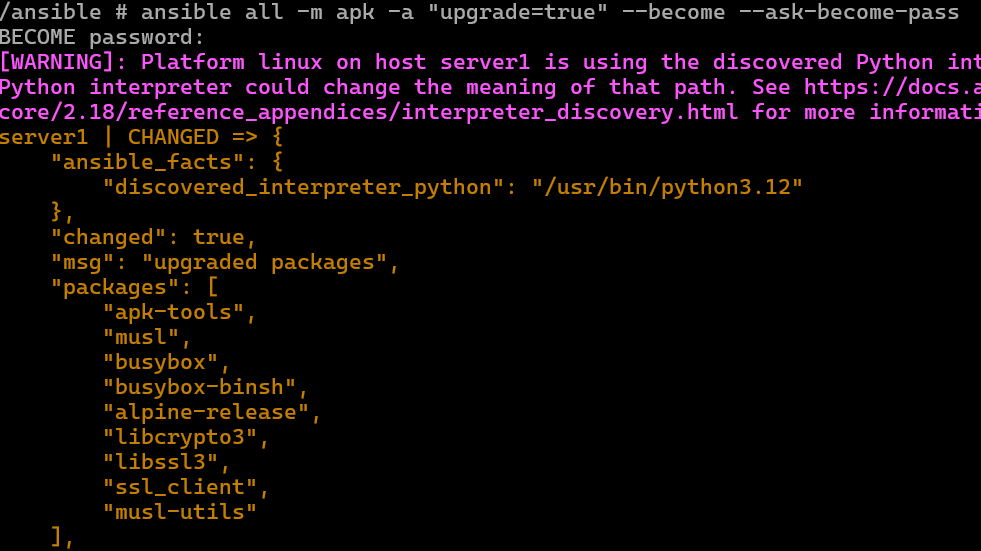 /ansible # ansible all -m apk -a "upgrade=true" --become --ask-become-pass
BECOME password:
[WARNING]: Platform linux on host server1 is using the discovered Python int
Python interpreter could change the meaning of that path. See https://docs.a
core/2.18/reference_appendices/interpreter_discovery.html for more informati
server1 | CHANGED => {
    "ansible_facts": {
        "discovered_interpreter_python": "/usr/bin/python3.12"
    },
    "changed": true,
    "msg": "upgraded packages",
    "packages": [
        "apk-tools",
        "musl",
        "busybox",
        "busybox-binsh",
        "alpine-release",
        "libcrypto3",
        "libssl3",
        "ssl_client",
        "musl-utils"
    ],